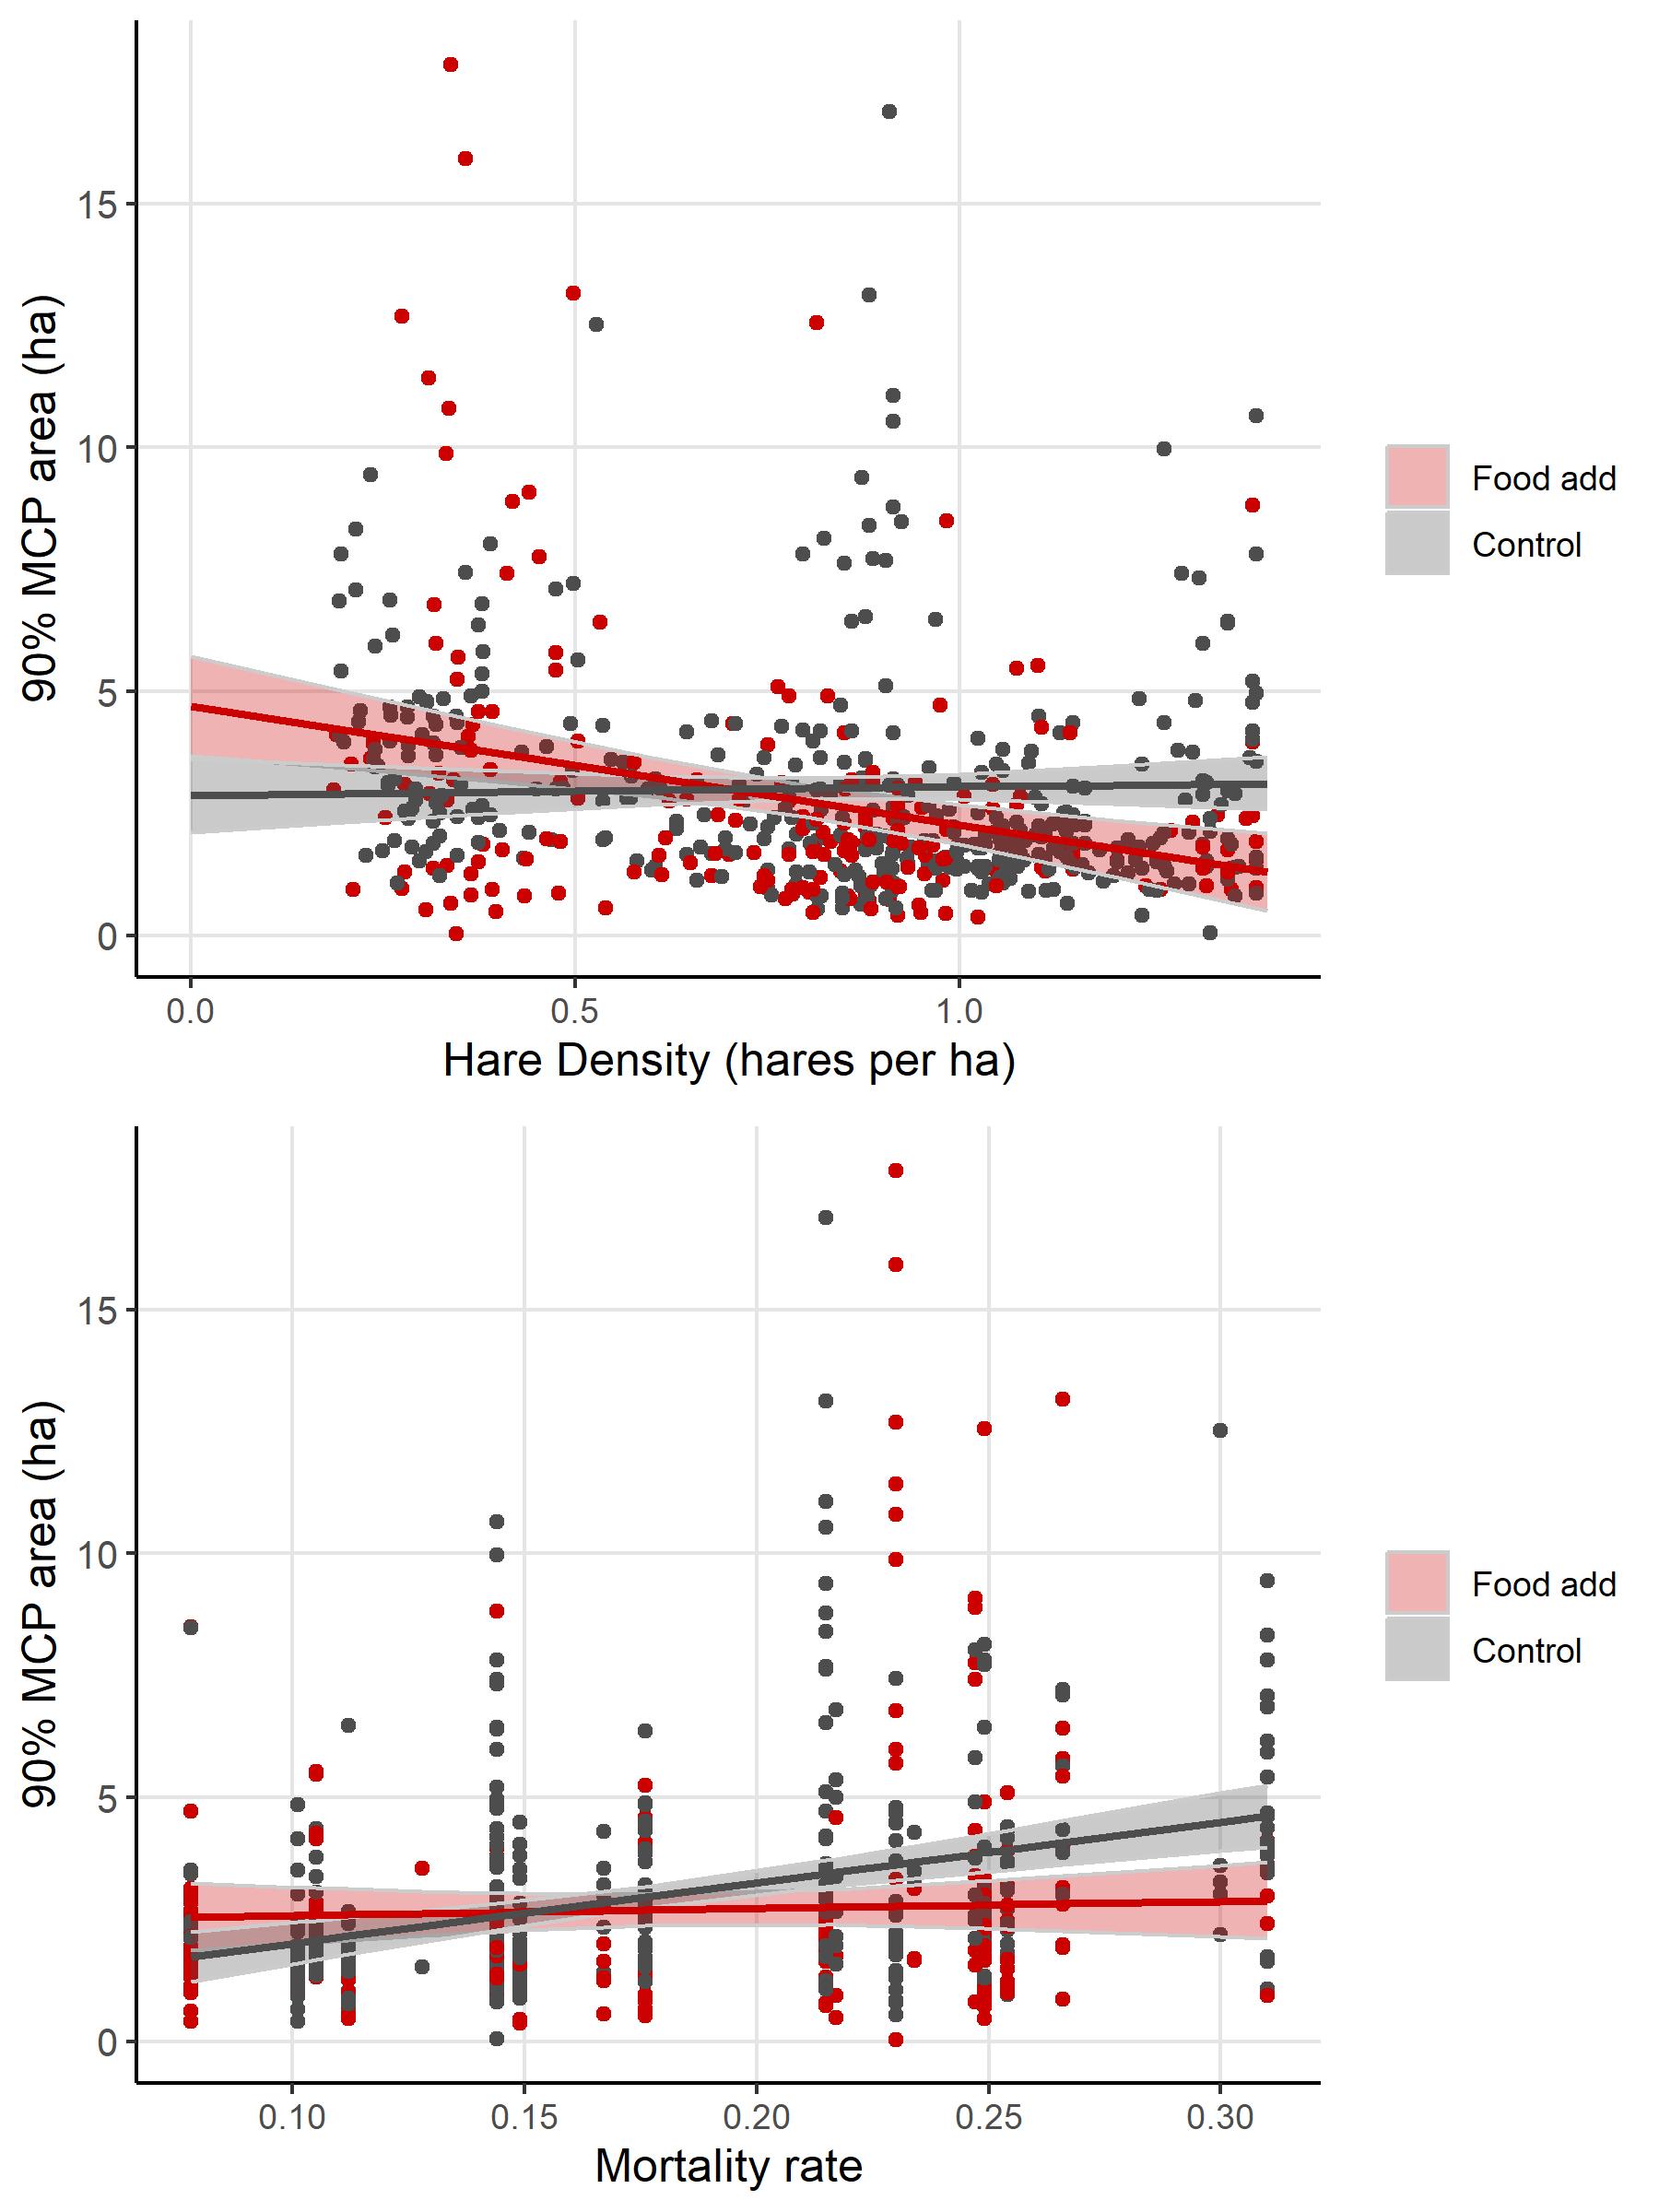 90% MCP area (ha)
15
10
5
0
0.0
0.5
1.0
Hare Density (hares per ha)
Food add
Control
90% MCP area (ha)
15
10
5
0
0.10
0.15
0.20
0.25
0.30
Mortality rate
Food add
Control